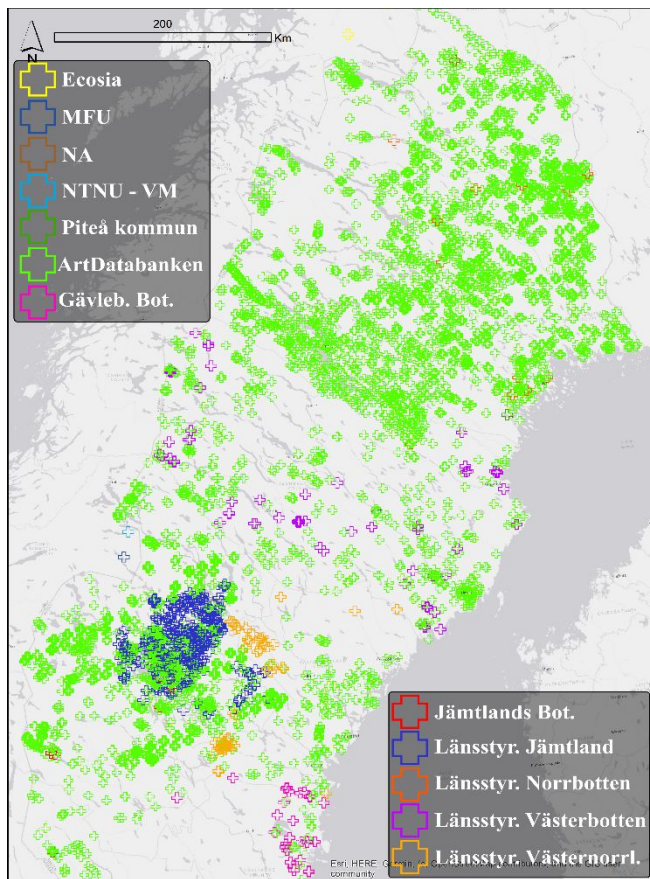 200
Km
N
Ecosia
MFU
NA
NTNU - VM
Piteå kommun
ArtDatabanken
Gävleb. Bot.
Jämtlands Bot.
Länsstyr. Jämtland
Länsstyr. Norrbotten
Länsstyr. Västerbotten
Länsstyr. Västernorrl.
Esri, HERE, Garmin,
community